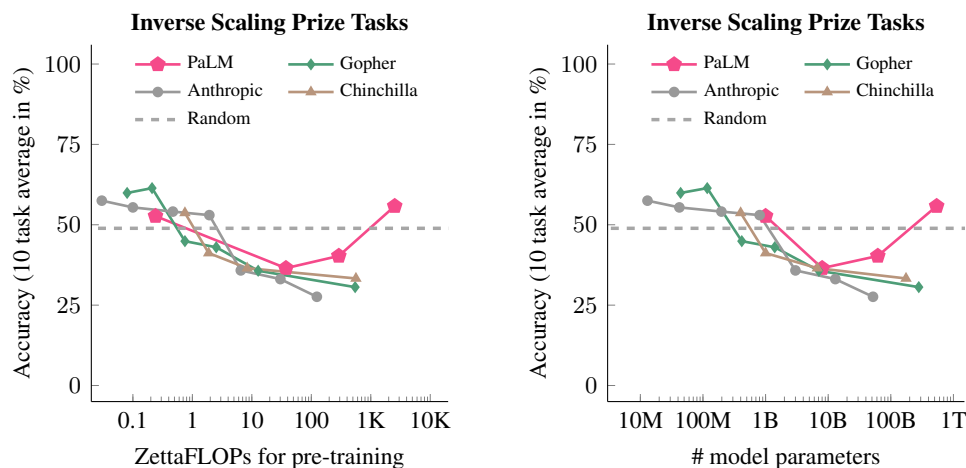 Inverse Scaling Prize Tasks
100
75
50
25
0
Accuracy (10 task average in %)
PaLM
Gopher
Anthropic
Chinchilla
Random
0.1 1 10 100 1K 10K
ZettaFLOPs for pre-training
Inverse Scaling Prize Tasks
100
75
50
25
0
Accuracy (10 task average in %)
PaLM
Gopher
Anthropic
Chinchilla
Random
10M 100M 1B 10B 100B 1T
# model parameters